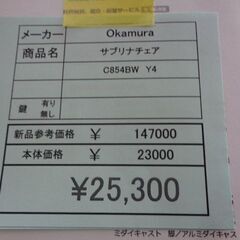 メーカー Okamura
商品名 サブリナチェア
C854BW Y4
鍵 有り 無し
新品参考価格 ¥ 147000
本体価格 ¥ 23000
¥25,300
ミダイキャスト 脚/アルミダイキャス